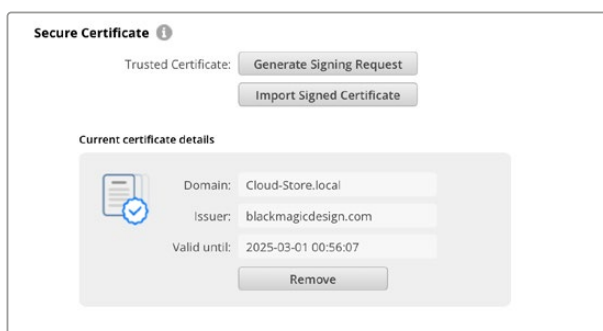 Secure Certificate
Trusted Certificate: Generate Signing Request
Import Signed Certificate
Current certificate details
Domain: Cloud-Store.local
Issuer: blackmagicdesign.com
Valid until: 2025-03-01 00:56:07
Remove